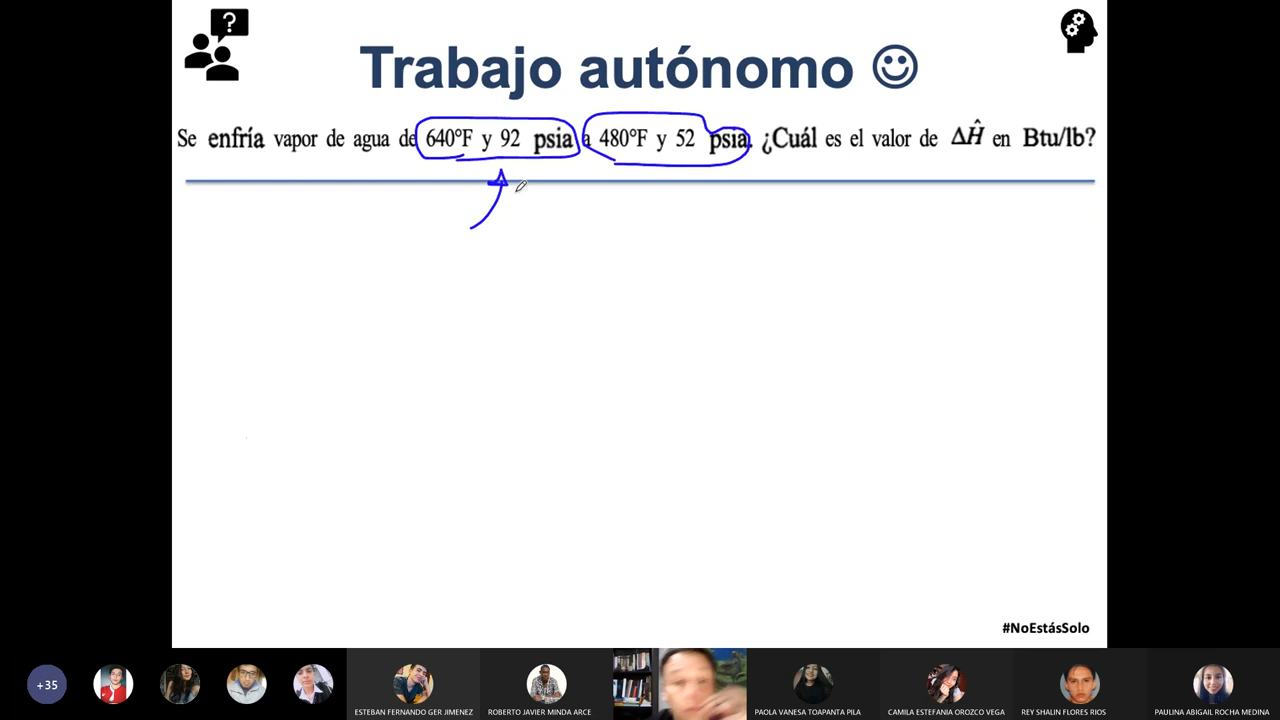 ?
Trabajo autónomo
Se enfría vapor de agua de 640°F y 92 psia a 480°F y 52 psia. ¿Cuál es el valor de ΔĤ en Btu/lb?
#NoEstásSolo
+35
ESTEBAN FERNANDO GER JIMENEZ
ROBERTO JAVIER MINDA ARCE
PAOLA VANESA TOAPANTA PILA
CAMILA ESTEFANIA OROZCO VEGA
REY SHALIN FLORES RIOS
PAULINA ABIGAIL ROCHA MEDINA